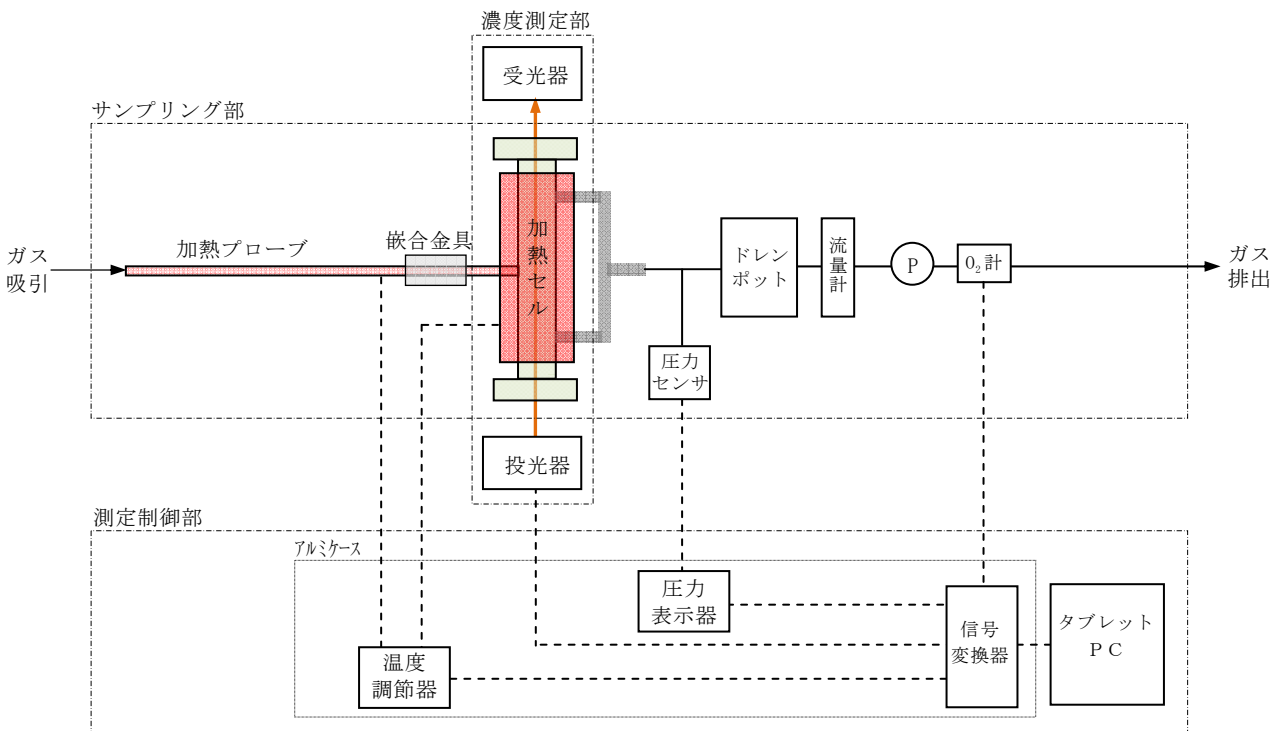 濃度測定部
受光器
サンプリング部
加熱プローブ
嵌合金具
加熱セル
ガス
吸引
ドレン
ポット
流量計
P
O₂計
ガス
排出
圧力
センサ
投光器
測定制御部
アルミケース
圧力
表示器
信号
変換器
タブレット
PC
温度
調節器